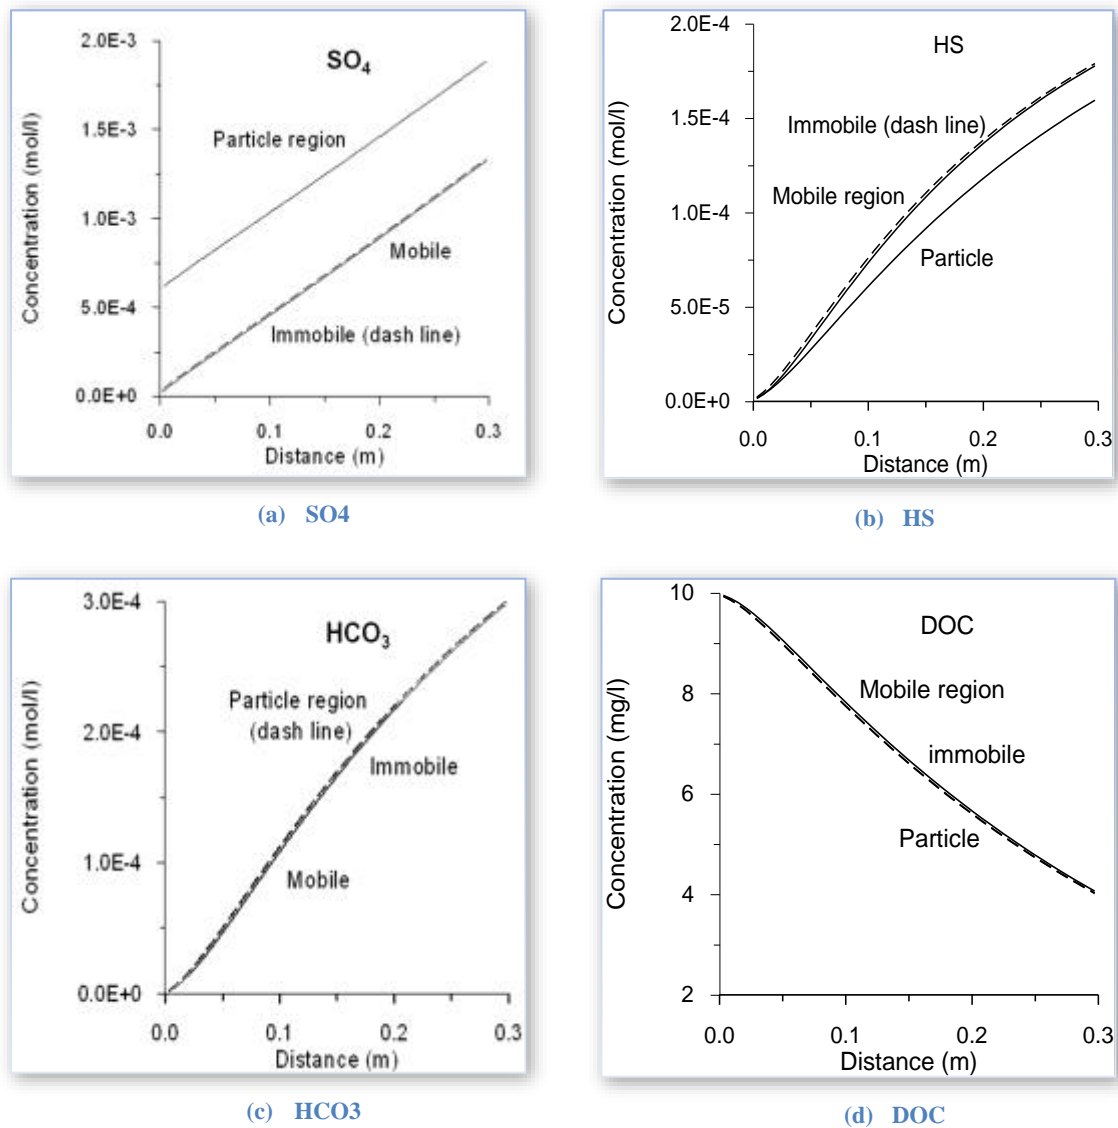 2.0E-3
SO4
Particle region
1.5E-3
1.0E-3
Mobile
5.0E-4
Immobile (dash line)
0.0E+0
0.0 0.1 0.2 0.3
Distance (m)
Concentration (mol/l)
(a) SO4
2.0E-4
HS
1.5E-4
Immobile (dash line)
Mobile region
1.0E-4
Particle
5.0E-5
0.0E+0
0.0 0.1 0.2 0.3
Distance (m)
Concentration (mol/l)
(b) HS
3.0E-4
HCO3
Particle region
(dash line)
2.0E-4
Immobile
1.0E-4
Mobile
0.0E+0
0.0 0.1 0.2 0.3
Distance (m)
Concentration (mol/l)
(c) HCO3
10
DOC
8
Mobile region
immobile
6
Particle
4
2
0.0 0.1 0.2 0.3
Distance (m)
Concentration (mg/l)
(d) DOC